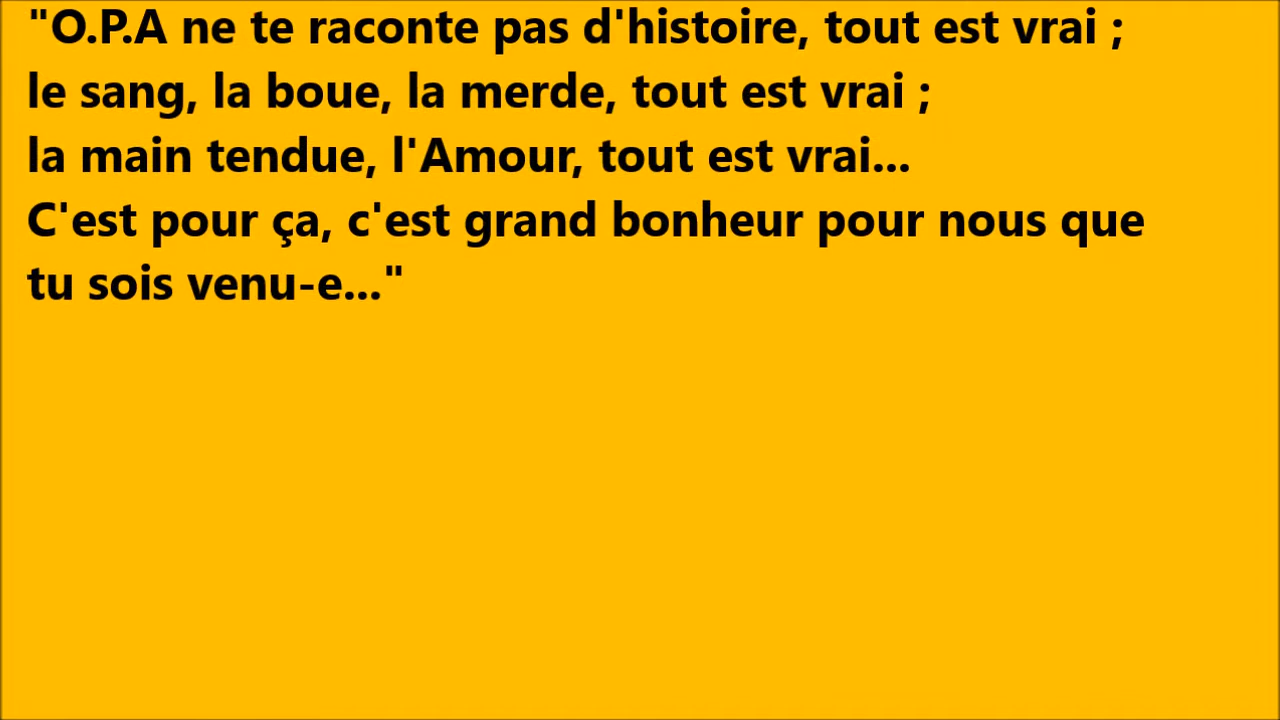 "O.P.A ne te raconte pas d'histoire, tout est vrai ;
le sang, la boue, la merde, tout est vrai ;
la main tendue, l'Amour, tout est vrai...
C'est pour ça, c'est grand bonheur pour nous que
tu sois venu-e..."